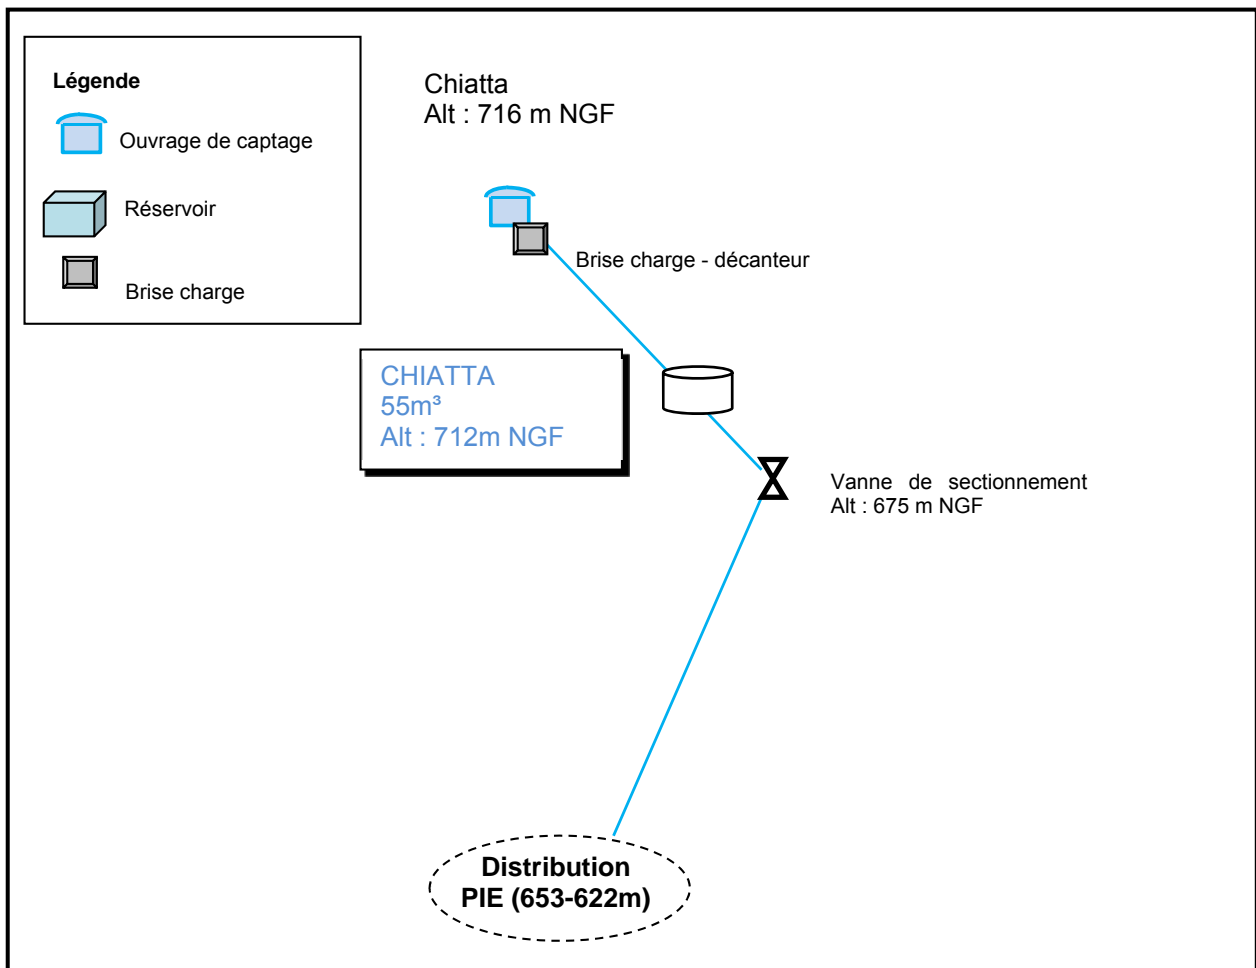 Légende
Ouvrage de captage
Réservoir
Brise charge
Chiatta
Alt : 716 m NGF
Brise charge - décanteur
CHIATTA
55m³
Alt : 712m NGF
Vanne de sectionnement
Alt : 675 m NGF
Distribution
PIE (653-622m)